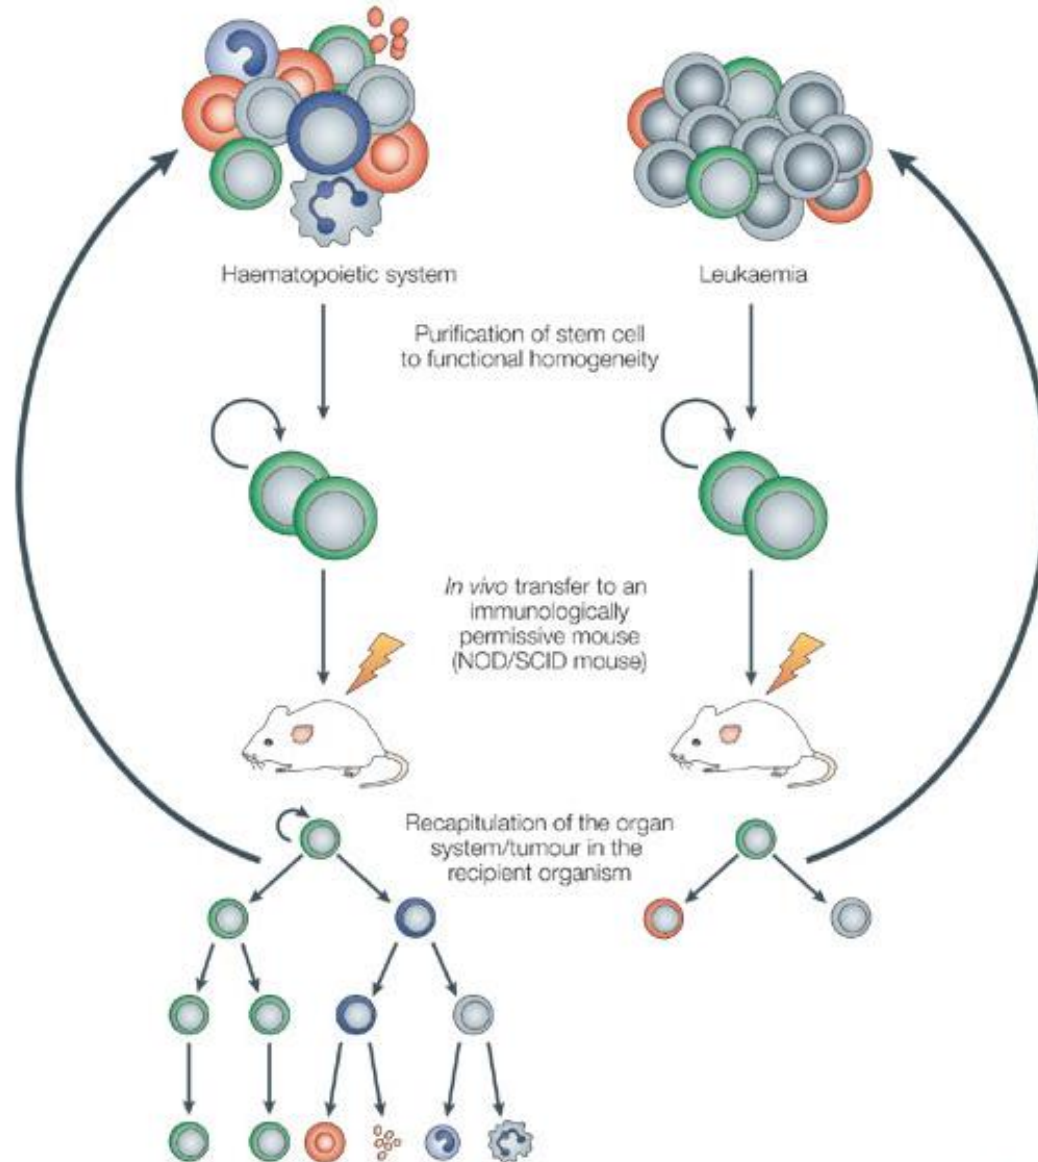 Haematopoietic system
Leukaemia
Purification of stem cell
to functional homogeneity
In vivo transfer to an
immunologically
permissive mouse
(NOD/SCID mouse)
Recapitulation of the organ
system/tumour in the
recipient organism